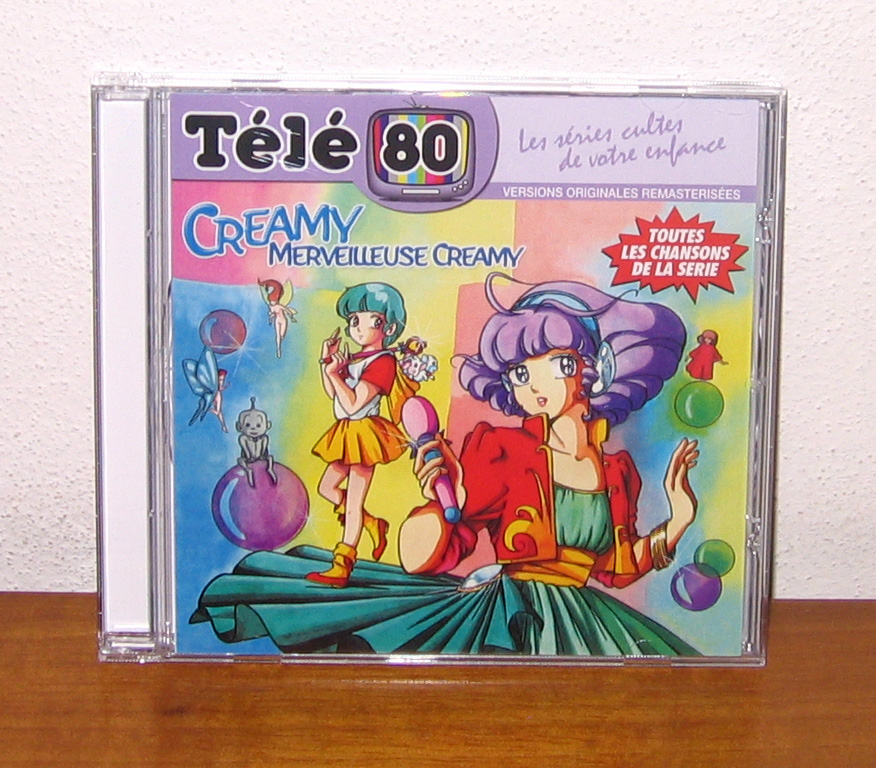 Télé 80
Les séries cultes
de votre enfance
VERSIONS ORIGINALES REMASTERISÉES
CREAMY
MERVEILLEUSE CREAMY
TOUTES
LES CHANSONS
DE LA SERIE